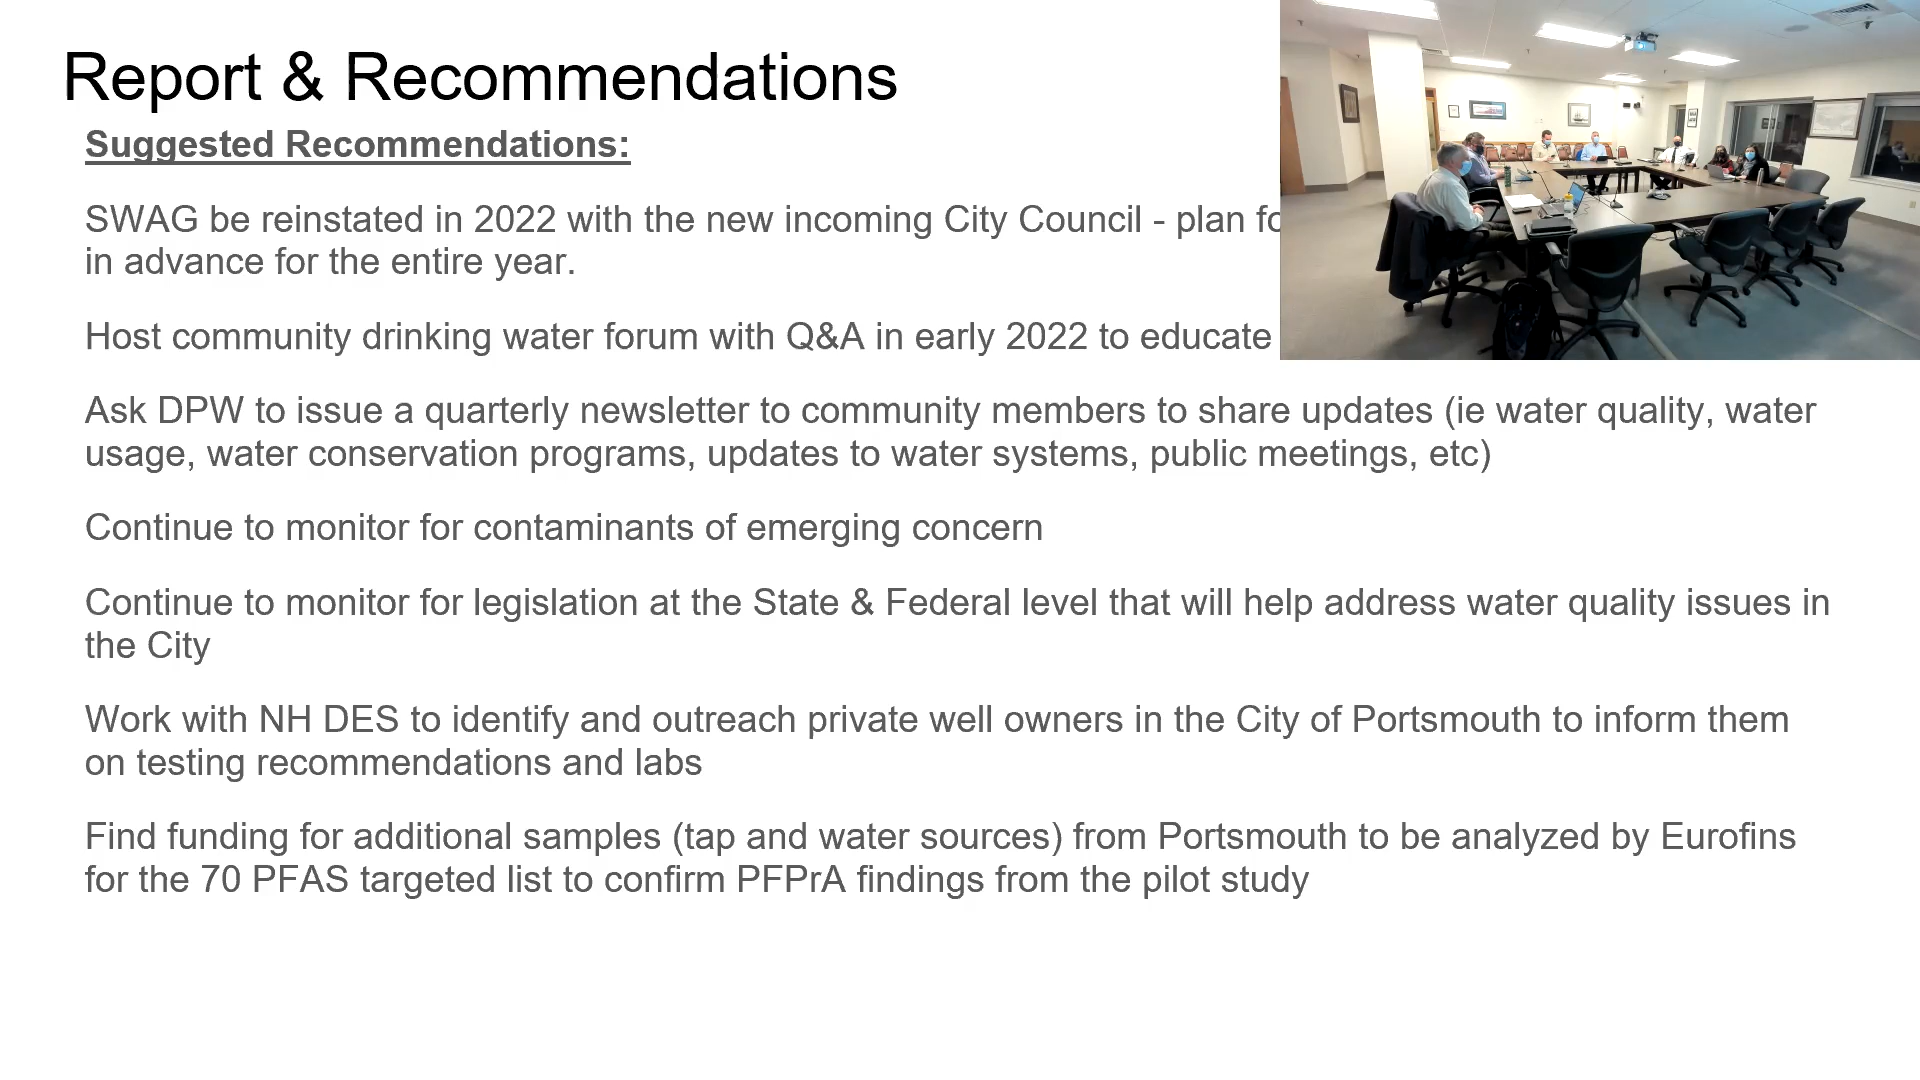 Report & Recommendations
Suggested Recommendations:
SWAG be reinstated in 2022 with the new incoming City Council - plan
in advance for the entire year.
Host community drinking water forum with Q&A in early 2022 to educate
Ask DPW to issue a quarterly newsletter to community members to share updates (ie water quality, water
usage, water conservation programs, updates to water systems, public meetings, etc)
Continue to monitor for contaminants of emerging concern
Continue to monitor for legislation at the State & Federal level that will help address water quality issues in
the City
Work with NH DES to identify and outreach private well owners in the City of Portsmouth to inform them
on testing recommendations and labs
Find funding for additional samples (tap and water sources) from Portsmouth to be analyzed by Eurofins
for the 70 PFAS targeted list to confirm PFPrA findings from the pilot study